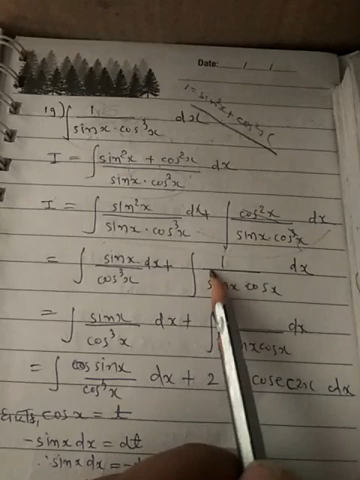 Date: / /
1 = sin²x + cos²x
19) ∫ 1 / sinx · cos³x dx
I = ∫ sin²x + cos²x / sinx · cos³x dx
I = ∫ sin²x / sinx · cos³x dx + ∫ cos²x / sinx · cos³x dx
= ∫ sinx / cos³x dx + ∫ 1 / sinx cosx dx
= ∫ sinx / cos³x dx + ∫ dx
= ∫ sinx / cos³x dx + 2 cosec2x dx
cosx = t
-sinx dx = dt
∴ sinx dx = -